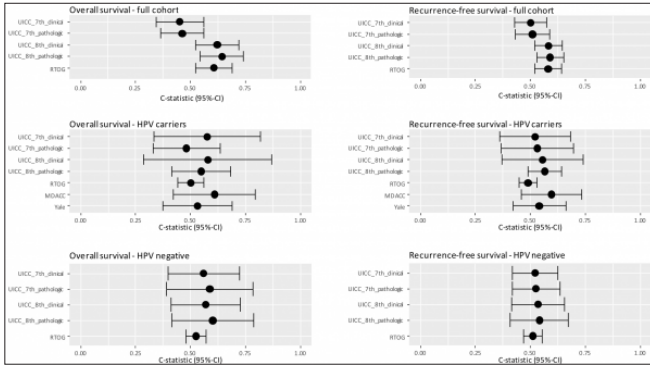 Overall survival - full cohort
UICC_7th_clinical
UICC_7th_pathologic
UICC_8th_clinical
UICC_8th_pathologic
RTOG
0.00 0.25 0.50 0.75 1.00
C-statistic (95%-CI)
Recurrence-free survival - full cohort
UICC_7th_clinical
UICC_7th_pathologic
UICC_8th_clinical
UICC_8th_pathologic
RTOG
0.00 0.25 0.50 0.75 1.00
C-statistic (95%-CI)
Overall survival - HPV carriers
UICC_7th_clinical
UICC_7th_pathologic
UICC_8th_clinical
UICC_8th_pathologic
RTOG
MDACC
Yale
0.00 0.25 0.50 0.75 1.00
C-statistic (95%-CI)
Recurrence-free survival - HPV carriers
UICC_7th_clinical
UICC_7th_pathologic
UICC_8th_clinical
UICC_8th_pathologic
RTOG
MDACC
Yale
0.00 0.25 0.50 0.75 1.00
C-statistic (95%-CI)
Overall survival - HPV negative
UICC_7th_clinical
UICC_7th_pathologic
UICC_8th_clinical
UICC_8th_pathologic
RTOG
0.00 0.25 0.50 0.75 1.00
C-statistic (95%-CI)
Recurrence-free survival - HPV negative
UICC_7th_clinical
UICC_7th_pathologic
UICC_8th_clinical
UICC_8th_pathologic
RTOG
0.00 0.25 0.50 0.75 1.00
C-statistic (95%-CI)